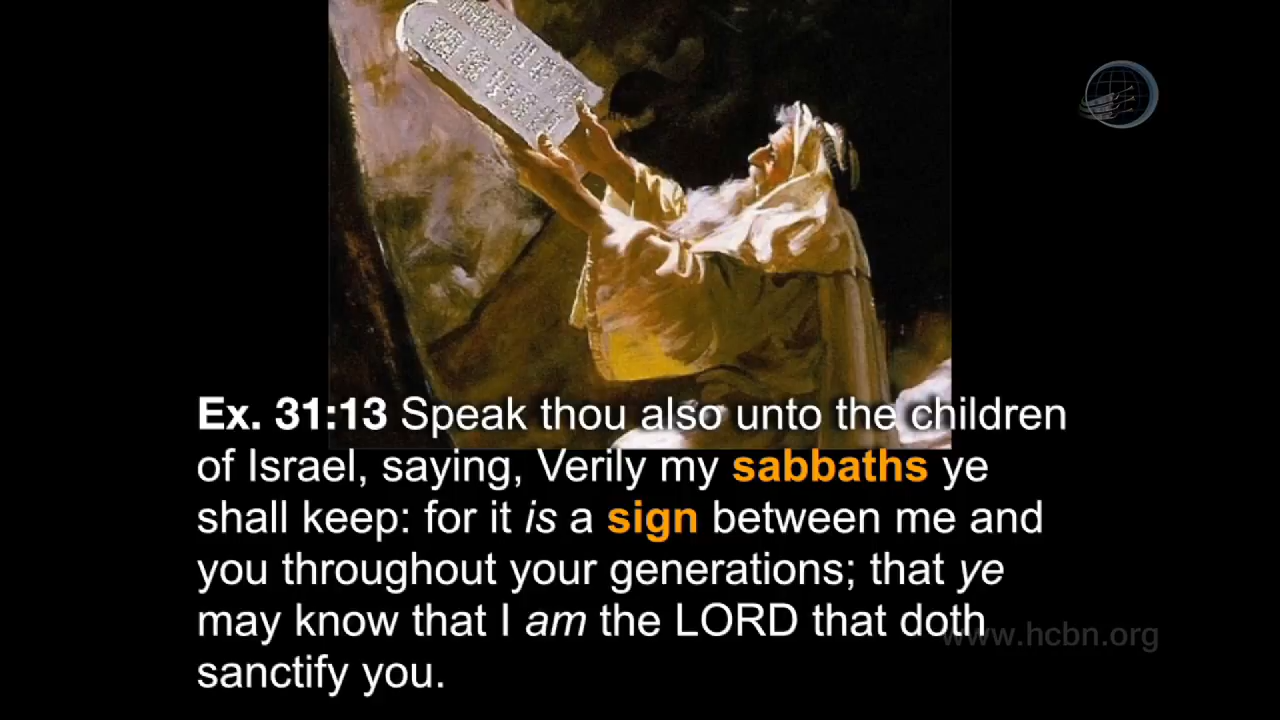 Ex. 31:13 Speak thou also unto the children
of Israel, saying, Verily my sabbaths ye
shall keep: for it is a sign between me and
you throughout your generations; that ye
may know that I am the LORD that doth
sanctify you.
www.hcbn.org